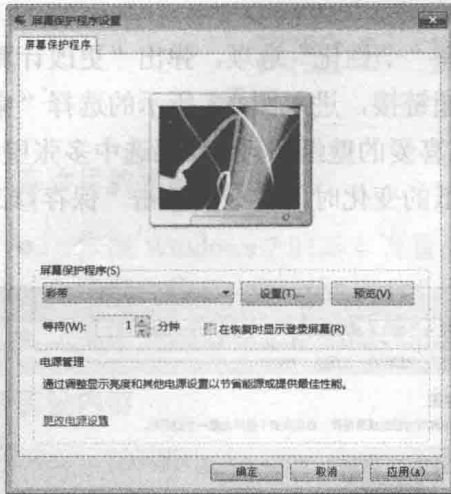 屏幕保护程序设置
屏幕保护程序
屏幕保护程序(S)
彩带 设置(T)... 预览(V)
等待(W): 1 分钟 在恢复时显示登录屏幕(R)
电源管理
通过调整显示亮度和其他电源设置以节省能源或提供最佳性能。
更改电源设置
确定 取消 应用(A)